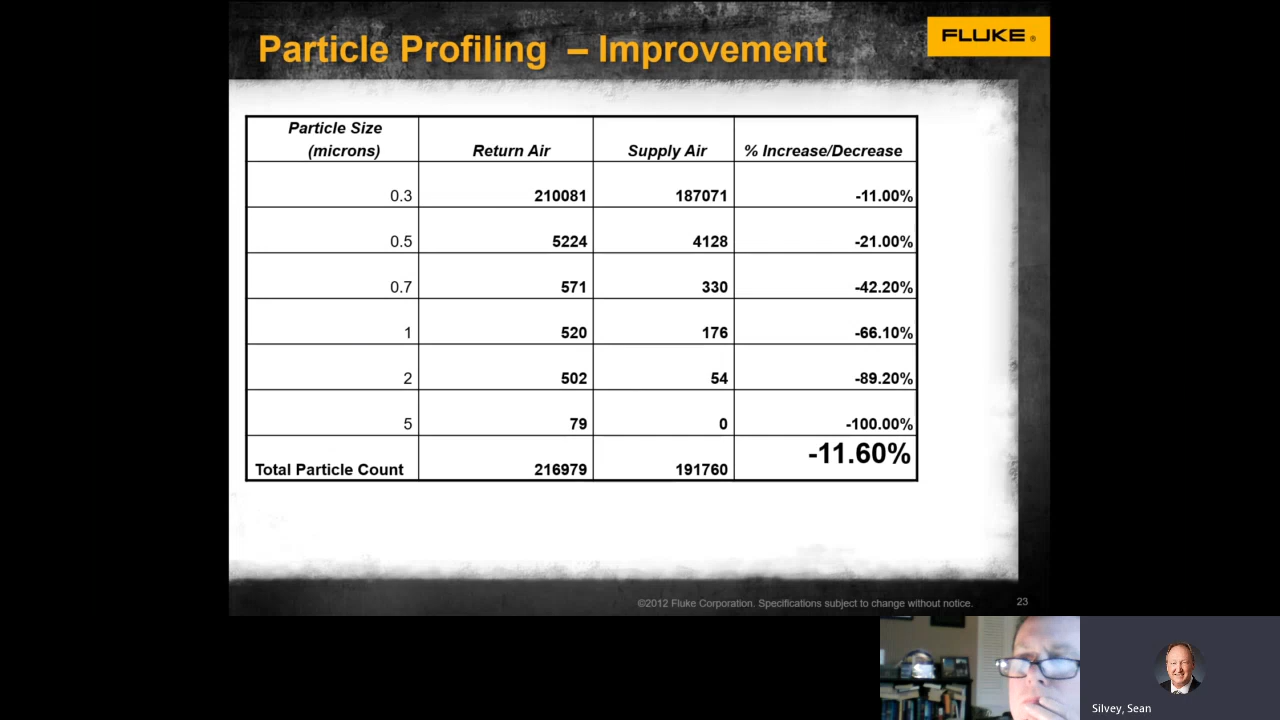 Particle Profiling – Improvement
FLUKE ®
Particle Size
(microns)
Return Air
Supply Air
% Increase/Decrease
0.3 210081 187071 -11.00%
0.5 5224 4128 -21.00%
0.7 571 330 -42.20%
1 520 176 -66.10%
2 502 54 -89.20%
5 79 0 -100.00%
Total Particle Count 216979 191760 -11.60%
©2012 Fluke Corporation. Specifications subject to change without notice.
23
Silvey, Sean